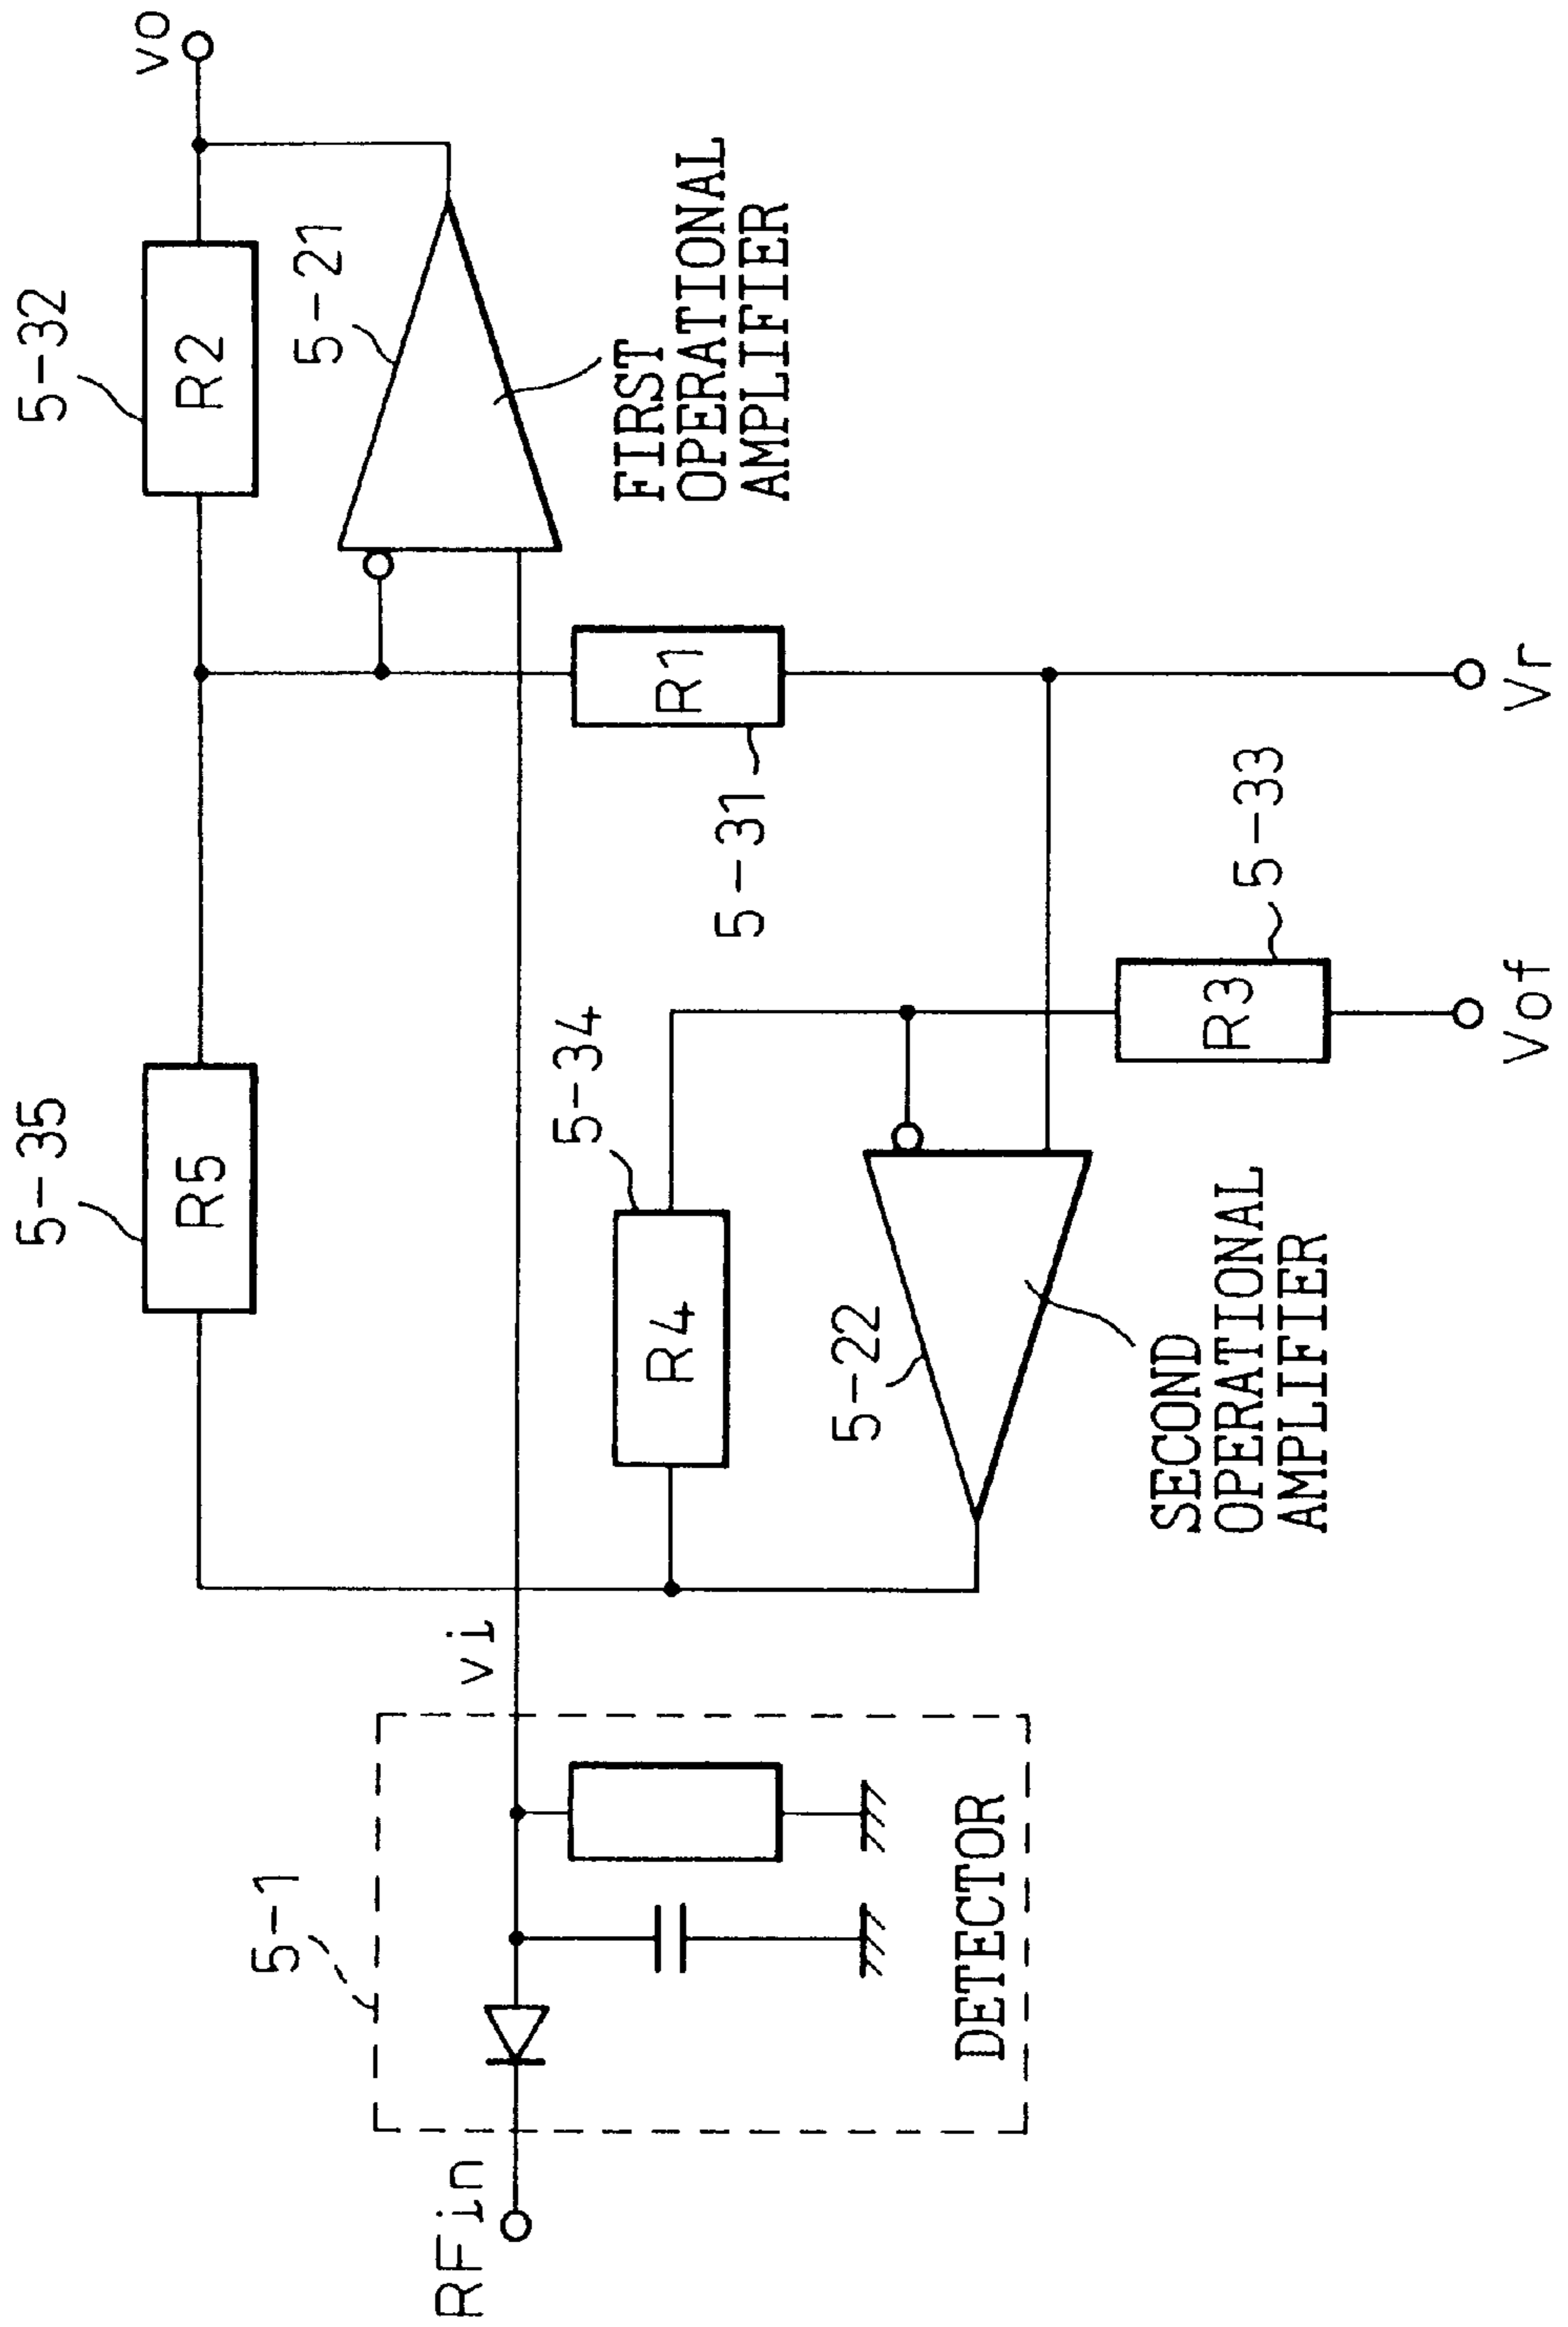 5-35
5-32
R5
R2
vo
5-1
5-21
RFin
vi
5-34
R4
FIRST
OPERATIONAL
AMPLIFIER
R1
5-31
5-22
DETECTOR
SECOND
OPERATIONAL
AMPLIFIER
R3
5-33
Vof
Vr